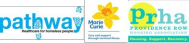 pathway
Healthcare for homeless people
Marie Curie
Care and support
through terminal illness
Prha
PROVIDENCE ROW
HOUSING ASSOCIATION
Housing, Support, Recovery